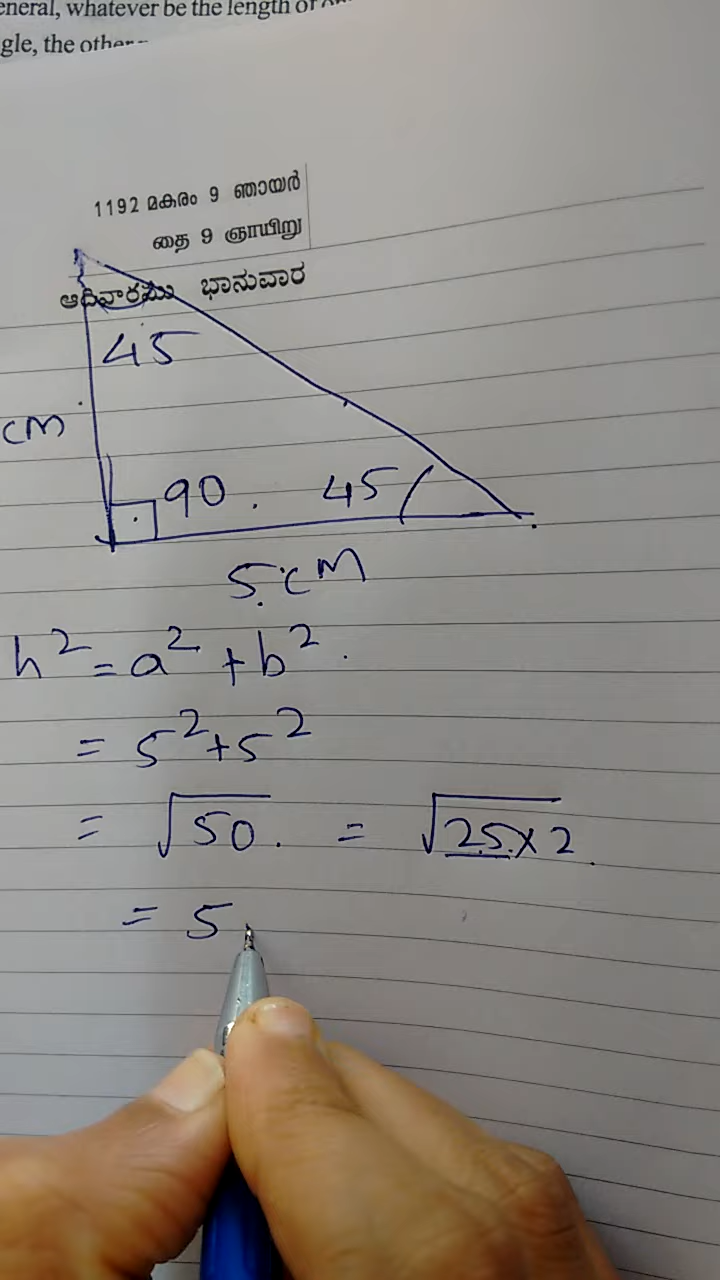 eneral, whatever be the length of
gle, the other
1192 മകരം 9 ഞായർ
தை 9 ஞாயிறு
ఆదివారము ಭಾನುವಾರ
45
cm
90. 45
5 cm
h² = a² + b².
= 5² + 5²
= √50. = √25×2
= 5